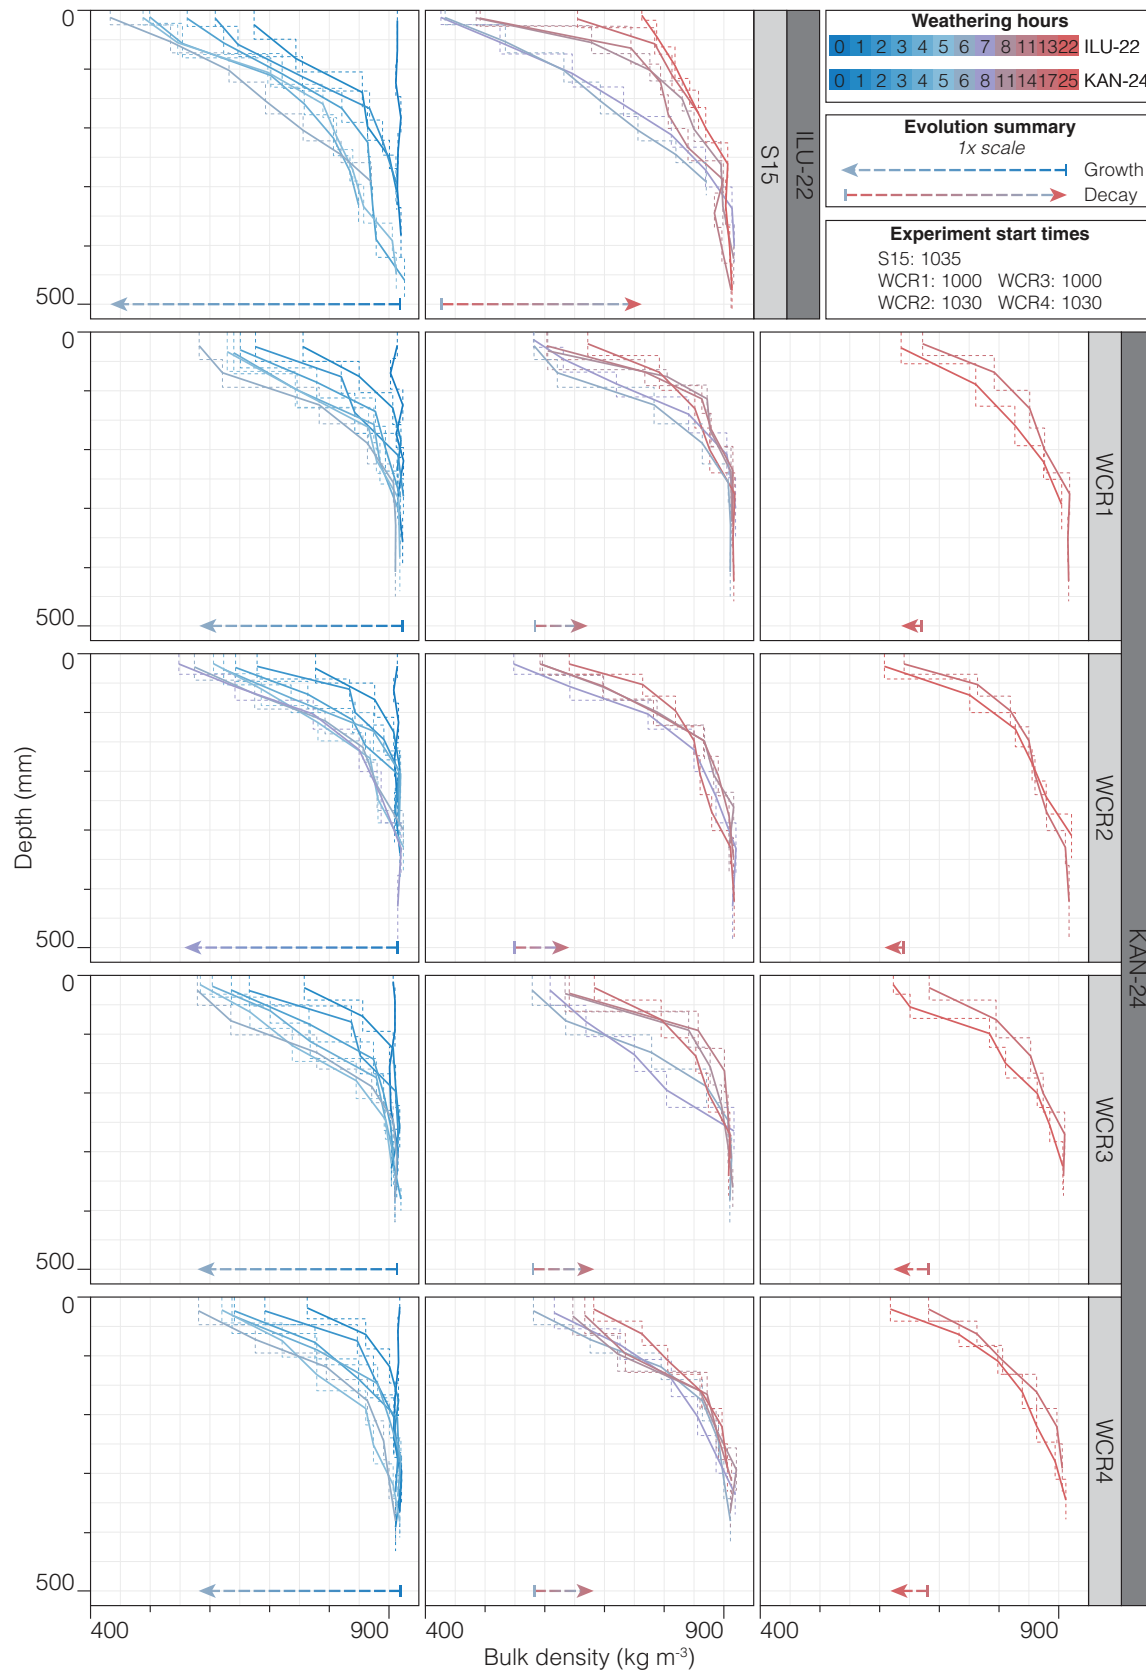 Weathering hours
0 1 2 3 4 5 6 7 8 11 13 22 ILU-22
0 1 2 3 4 5 6 8 11 14 17 25 KAN-24
Evolution summary
1x scale
Growth
Decay
Experiment start times
S15: 1035
WCR1: 1000 WCR3: 1000
WCR2: 1030 WCR4: 1030
0
500
S15
ILU-22
0
500
WCR1
0
500
WCR2
0
500
WCR3
0
500
WCR4
KAN-24
Depth (mm)
400 900 400 900 400 900
Bulk density (kg m-3)